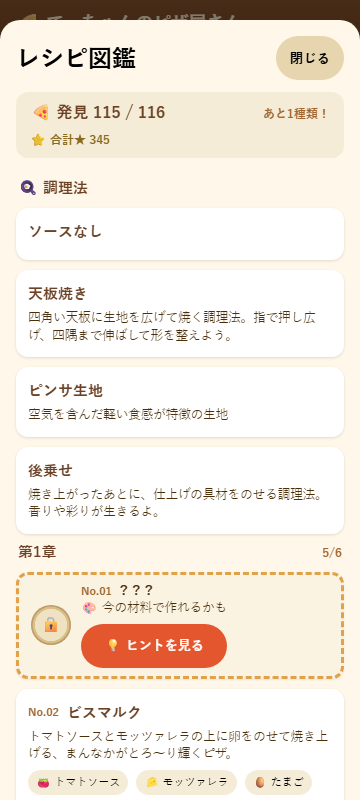 レシピ図鑑
閉じる
発見 115 / 116
あと1種類！
合計★ 345
調理法
ソースなし
天板焼き
四角い天板に生地を広げて焼く調理法。指で押し広
げ、四隅まで伸ばして形を整えよう。
ピンサ生地
空気を含んだ軽い食感が特徴の生地
後乗せ
焼き上がったあとに、仕上げの具材をのせる調理法。
香りや彩りが生きるよ。
第1章
5/6
No.01 ？？？
今の材料で作れるかも
ヒントを見る
No.02 ビスマルク
トマトソースとモッツァレラの上に卵をのせて焼き上
げる、まんなかがとろ〜り輝くピザ。
トマトソース モッツァレラ たまご